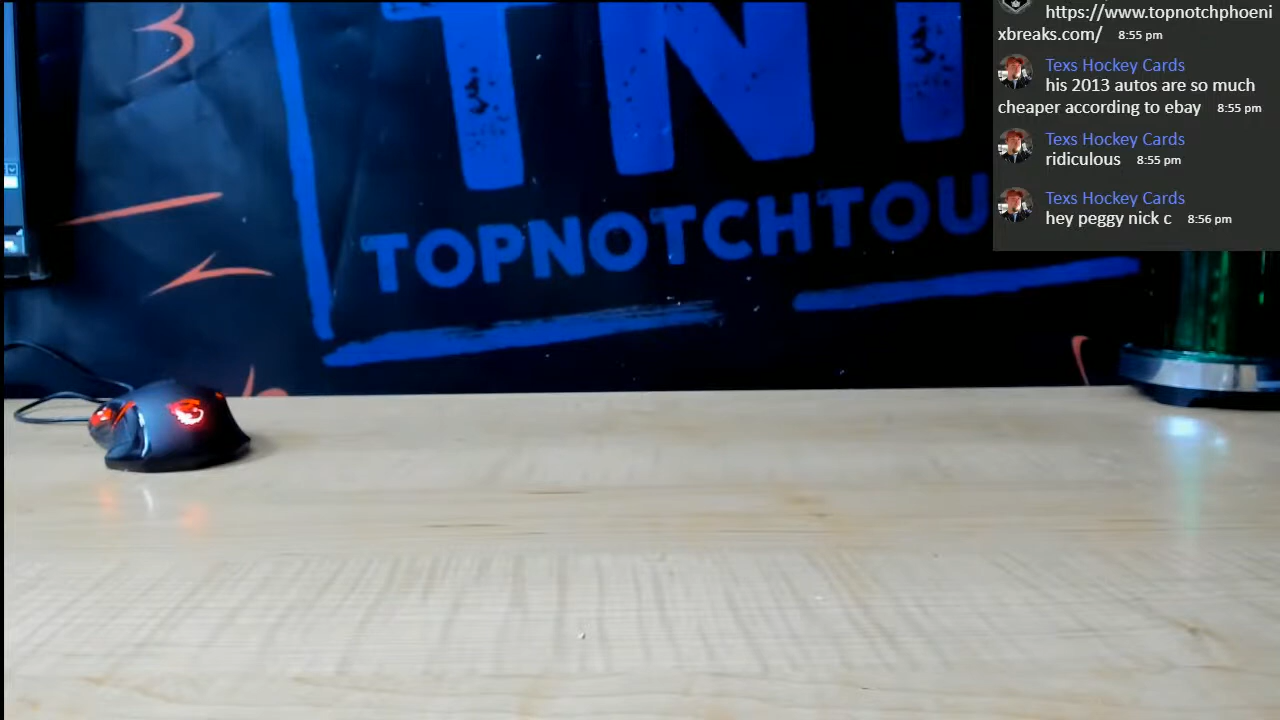 TNT
TOPNOTCHTOU
https://www.topnotchphoeni
xbreaks.com/ 8:55 pm
Texs Hockey Cards
his 2013 autos are so much
cheaper according to ebay 8:55 pm
Texs Hockey Cards
ridiculous 8:55 pm
Texs Hockey Cards
hey peggy nick c 8:56 pm